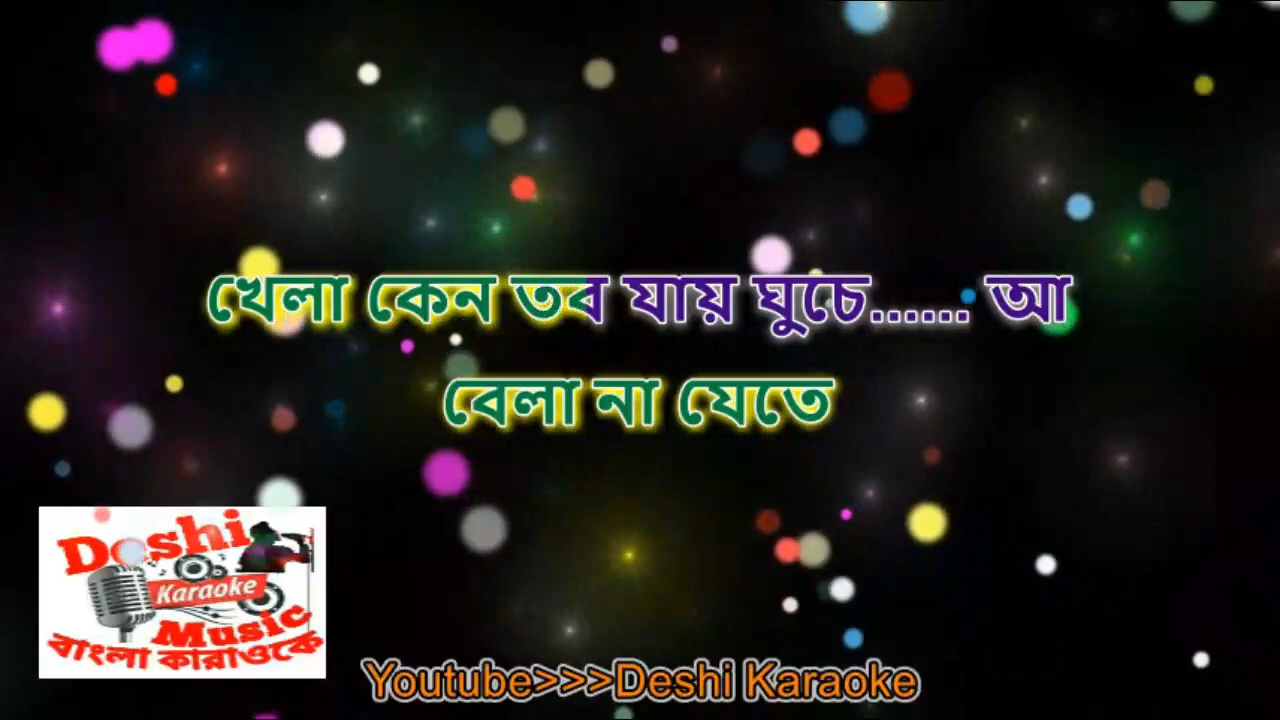 খেলা কেন তব যায় ঘুচে...... আ
বেলা না যেতে
Deshi
Karaoke
Music
বাংলা কারাওকে
Youtube>>>Deshi Karaoke